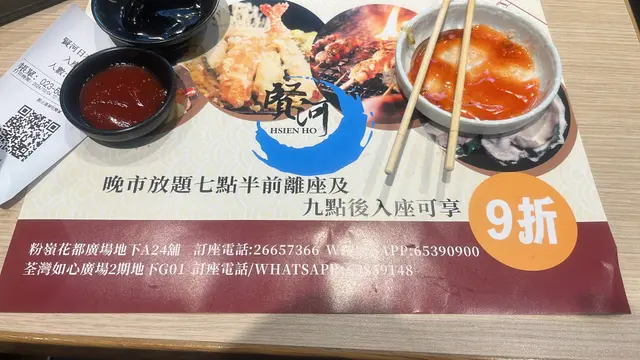 賢河
HSIEN HO
晚市放題七點半前離座及
九點後入座可享
9折
粉嶺花都廣場地下A24舖 訂座電話:26657366 APP:65390900
荃灣如心廣場2期地下G01 訂座電話/WHATSAPP